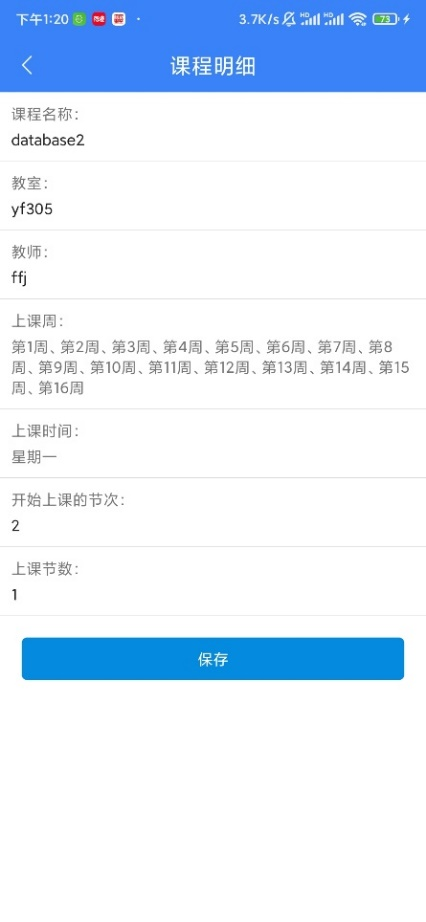 下午1:20
3.7K/s
HD
HD
73
课程明细
课程名称：
database2
教室：
yf305
教师：
ffj
上课周：
第1周、第2周、第3周、第4周、第5周、第6周、第7周、第8
周、第9周、第10周、第11周、第12周、第13周、第14周、第15
周、第16周
上课时间：
星期一
开始上课的节次：
2
上课节数：
1
保存